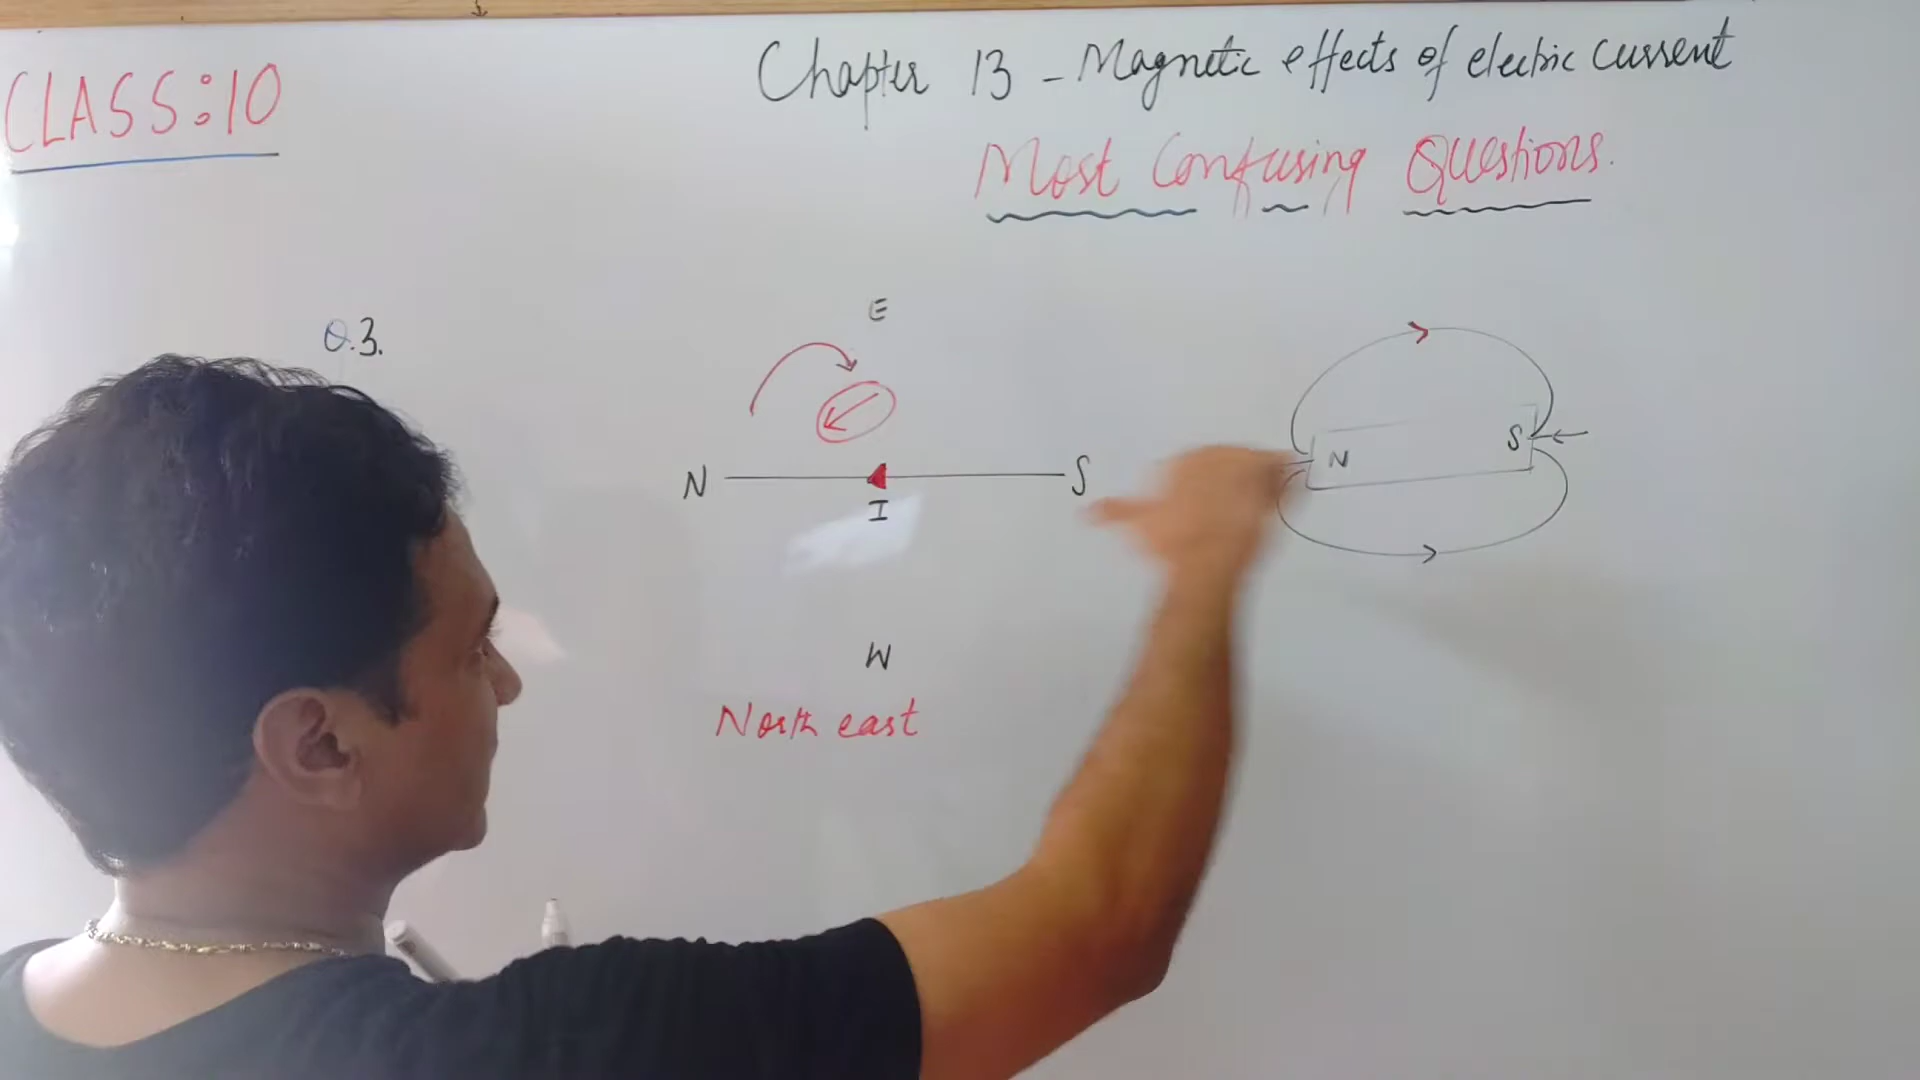 CLASS:10
Chapter 13 - Magnetic effects of electric current
Most Confusing Questions.
Q.3.
E
N
S
I
W
North east
N
S